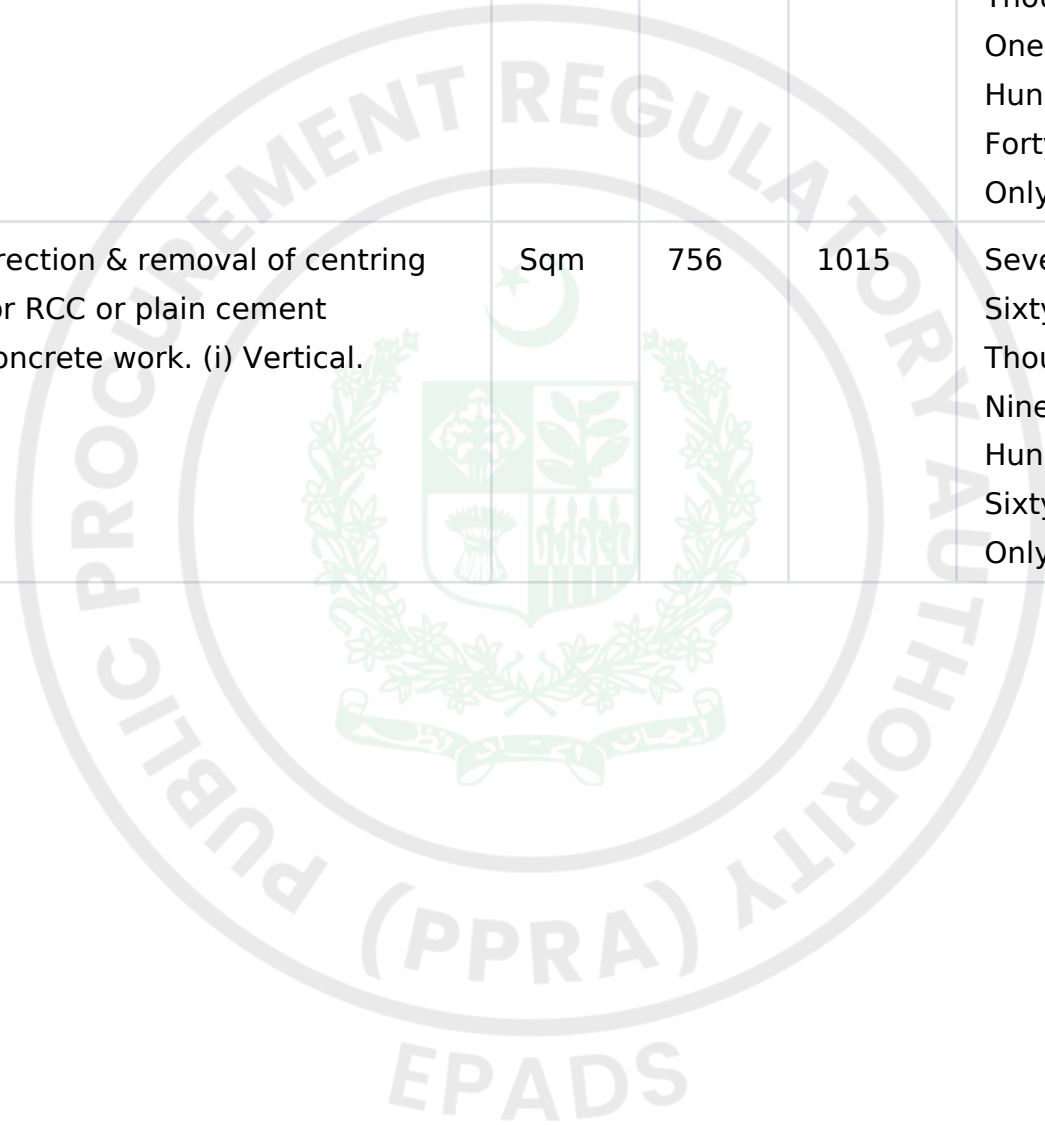 One
Hun
Fort
Only
rection & removal of centring Sqm 756 1015 Seve
or RCC or plain cement Sixty
oncrete work. (i) Vertical. Thou
Nine
Hun
Sixty
Only
PUBLIC PROCUREMENT REGULATORY AUTHORITY
(PPRA)
EPADS